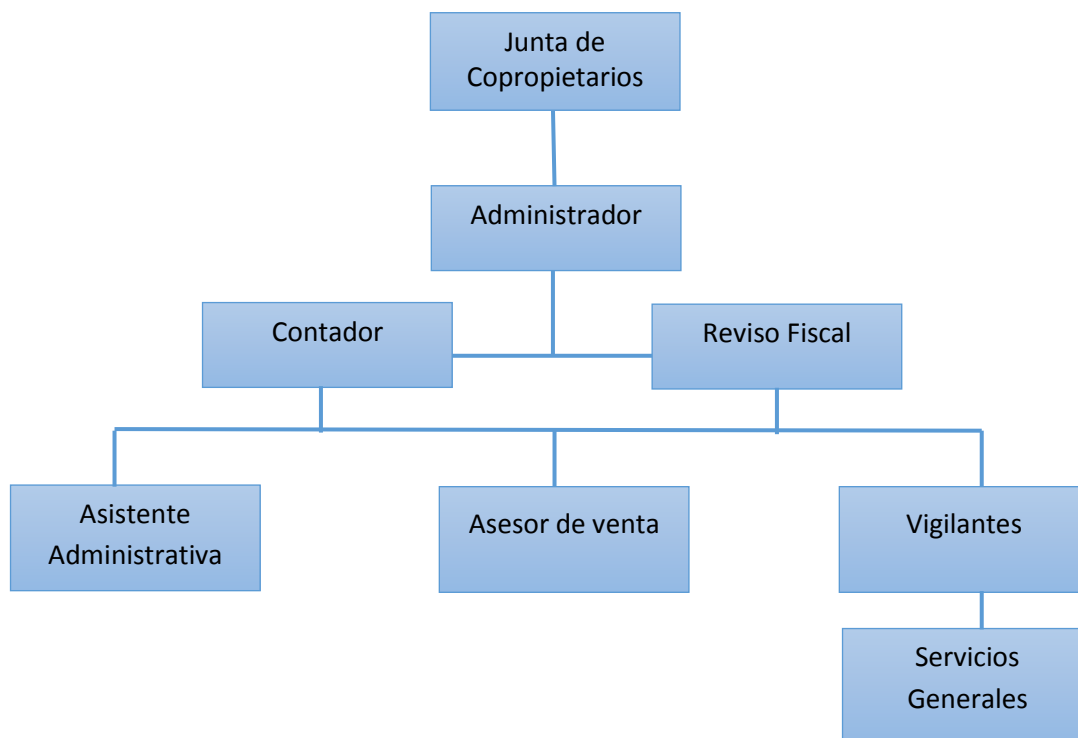 Junta de
Copropietarios
Administrador
Contador
Reviso Fiscal
Asistente
Administrativa
Asesor de venta
Vigilantes
Servicios
Generales